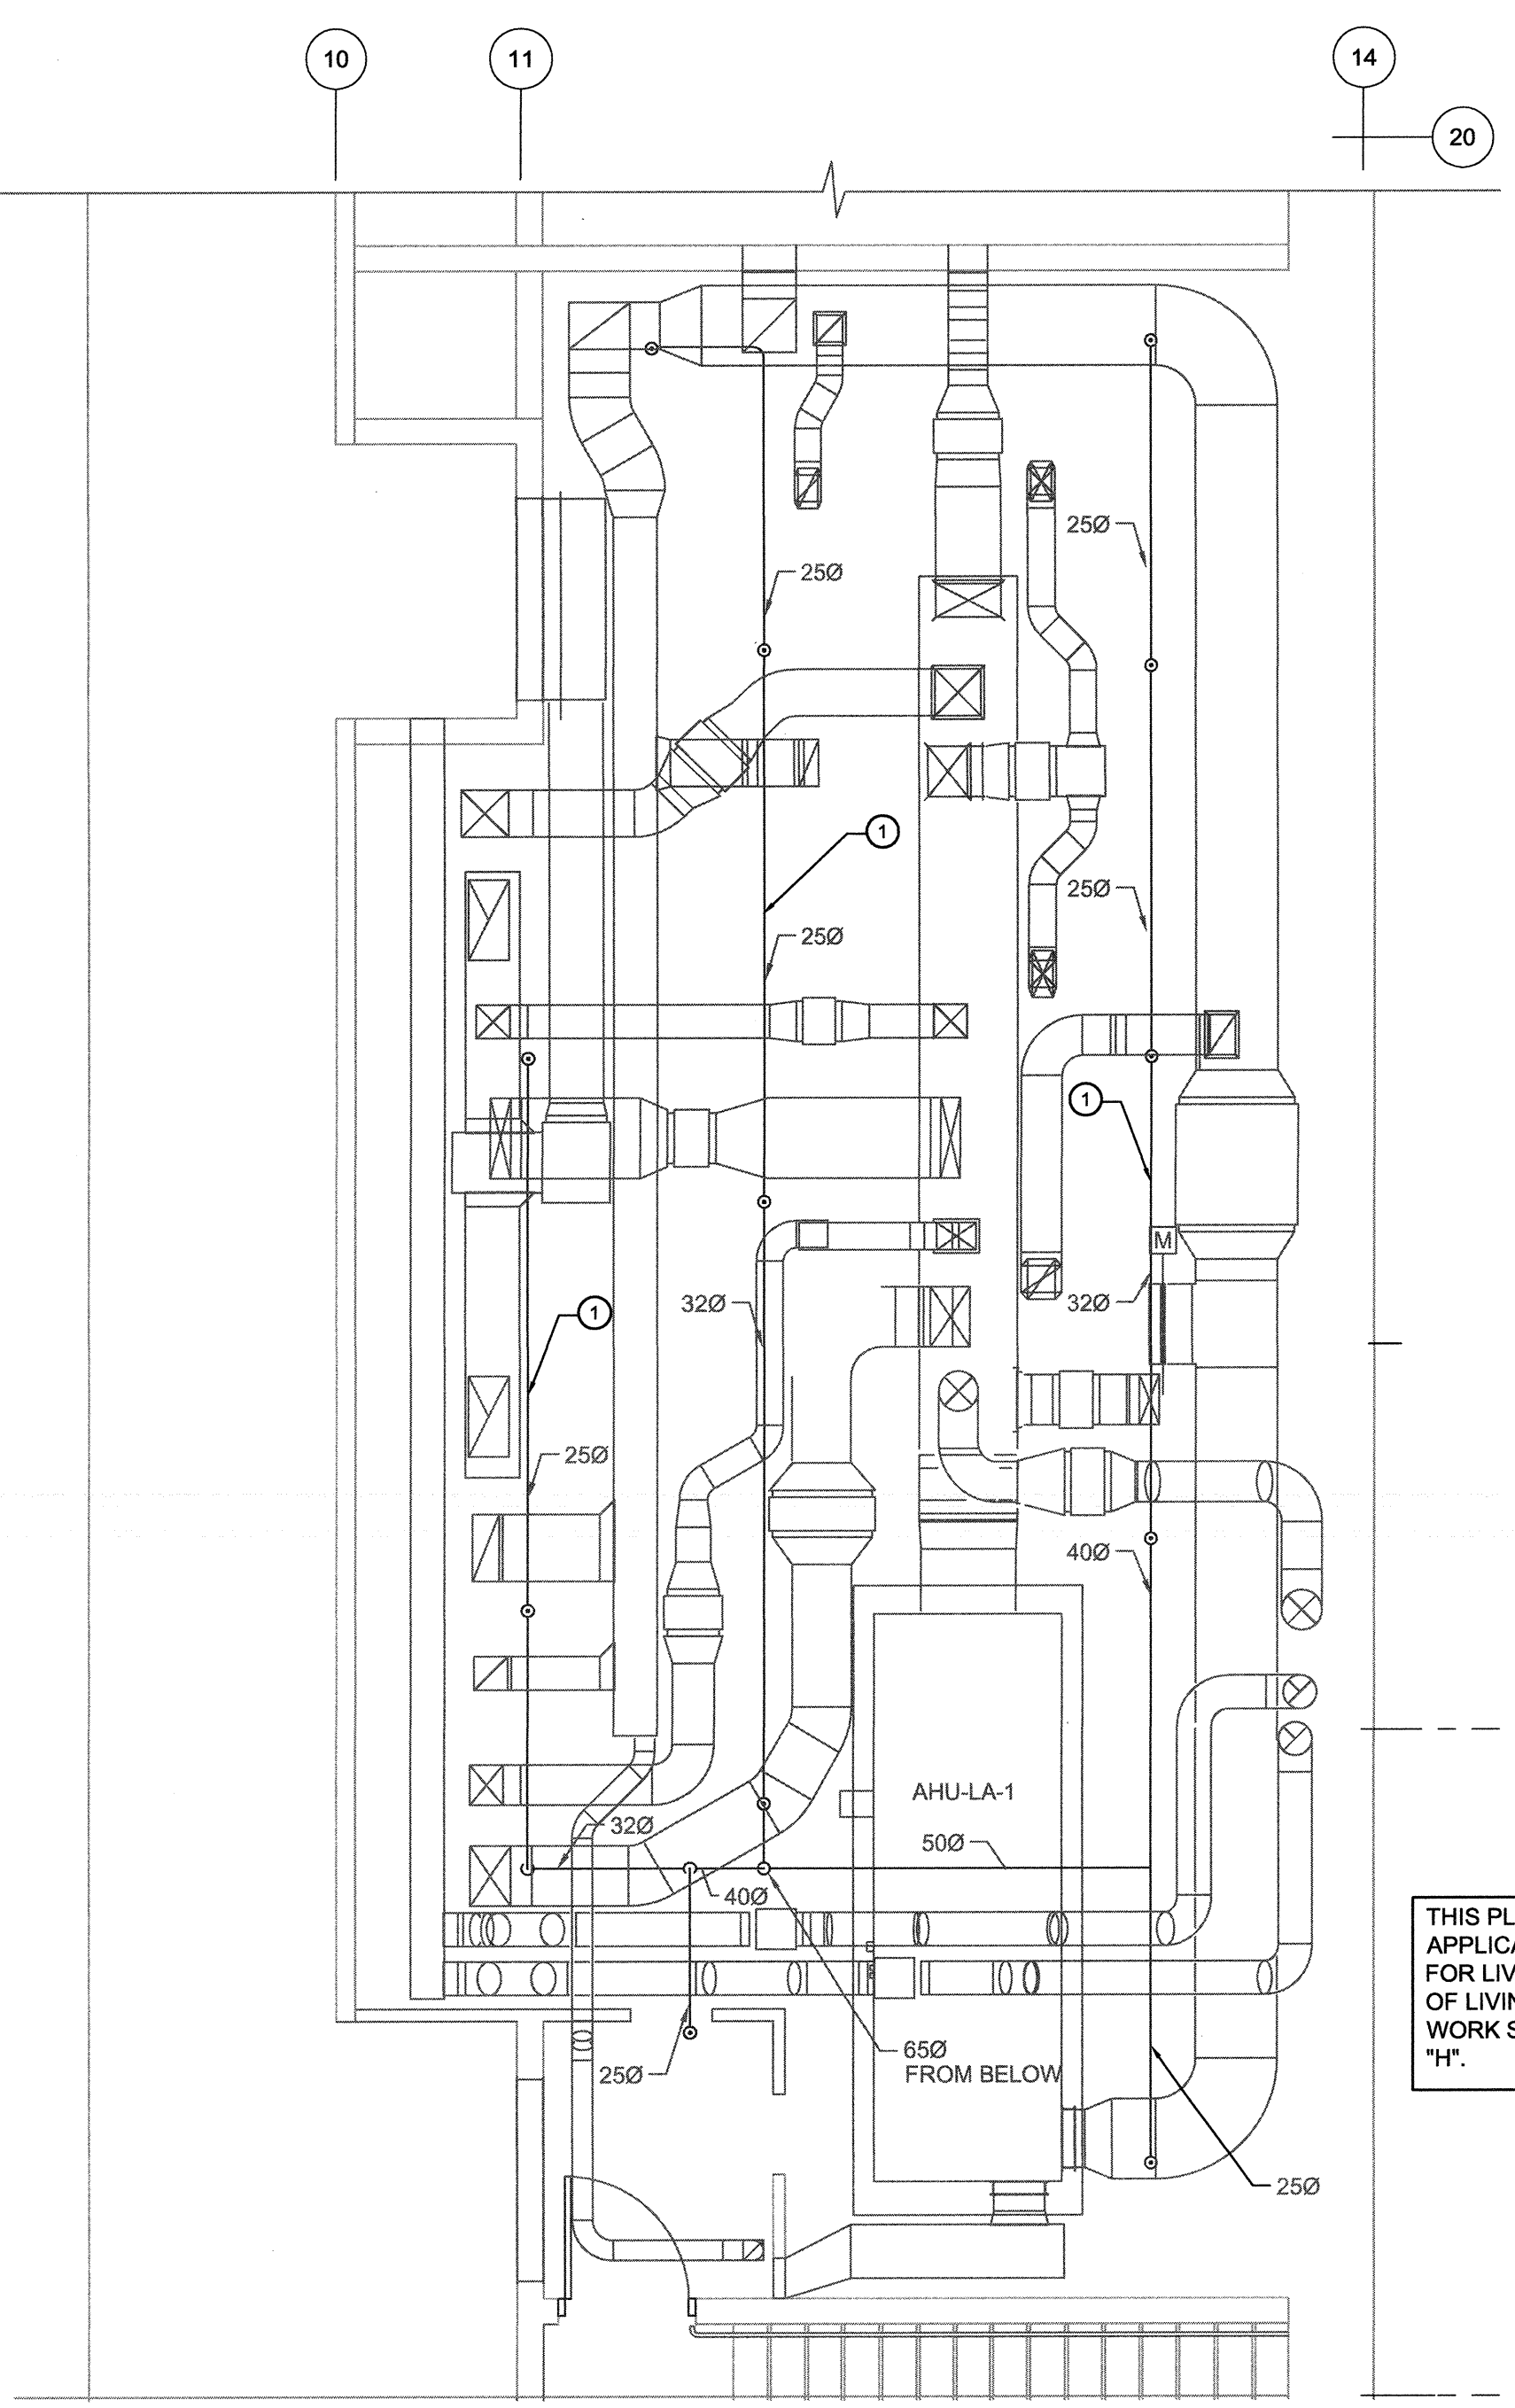 10
11
14
20
25Ø
25Ø
1
25Ø
25Ø
1
M
32Ø
32Ø
1
25Ø
40Ø
AHU-LA-1
32Ø
50Ø
40Ø
THIS PL
APPLICA
FOR LIV
OF LIVIN
WORK S
"H".
65Ø
FROM BELOW
25Ø
25Ø